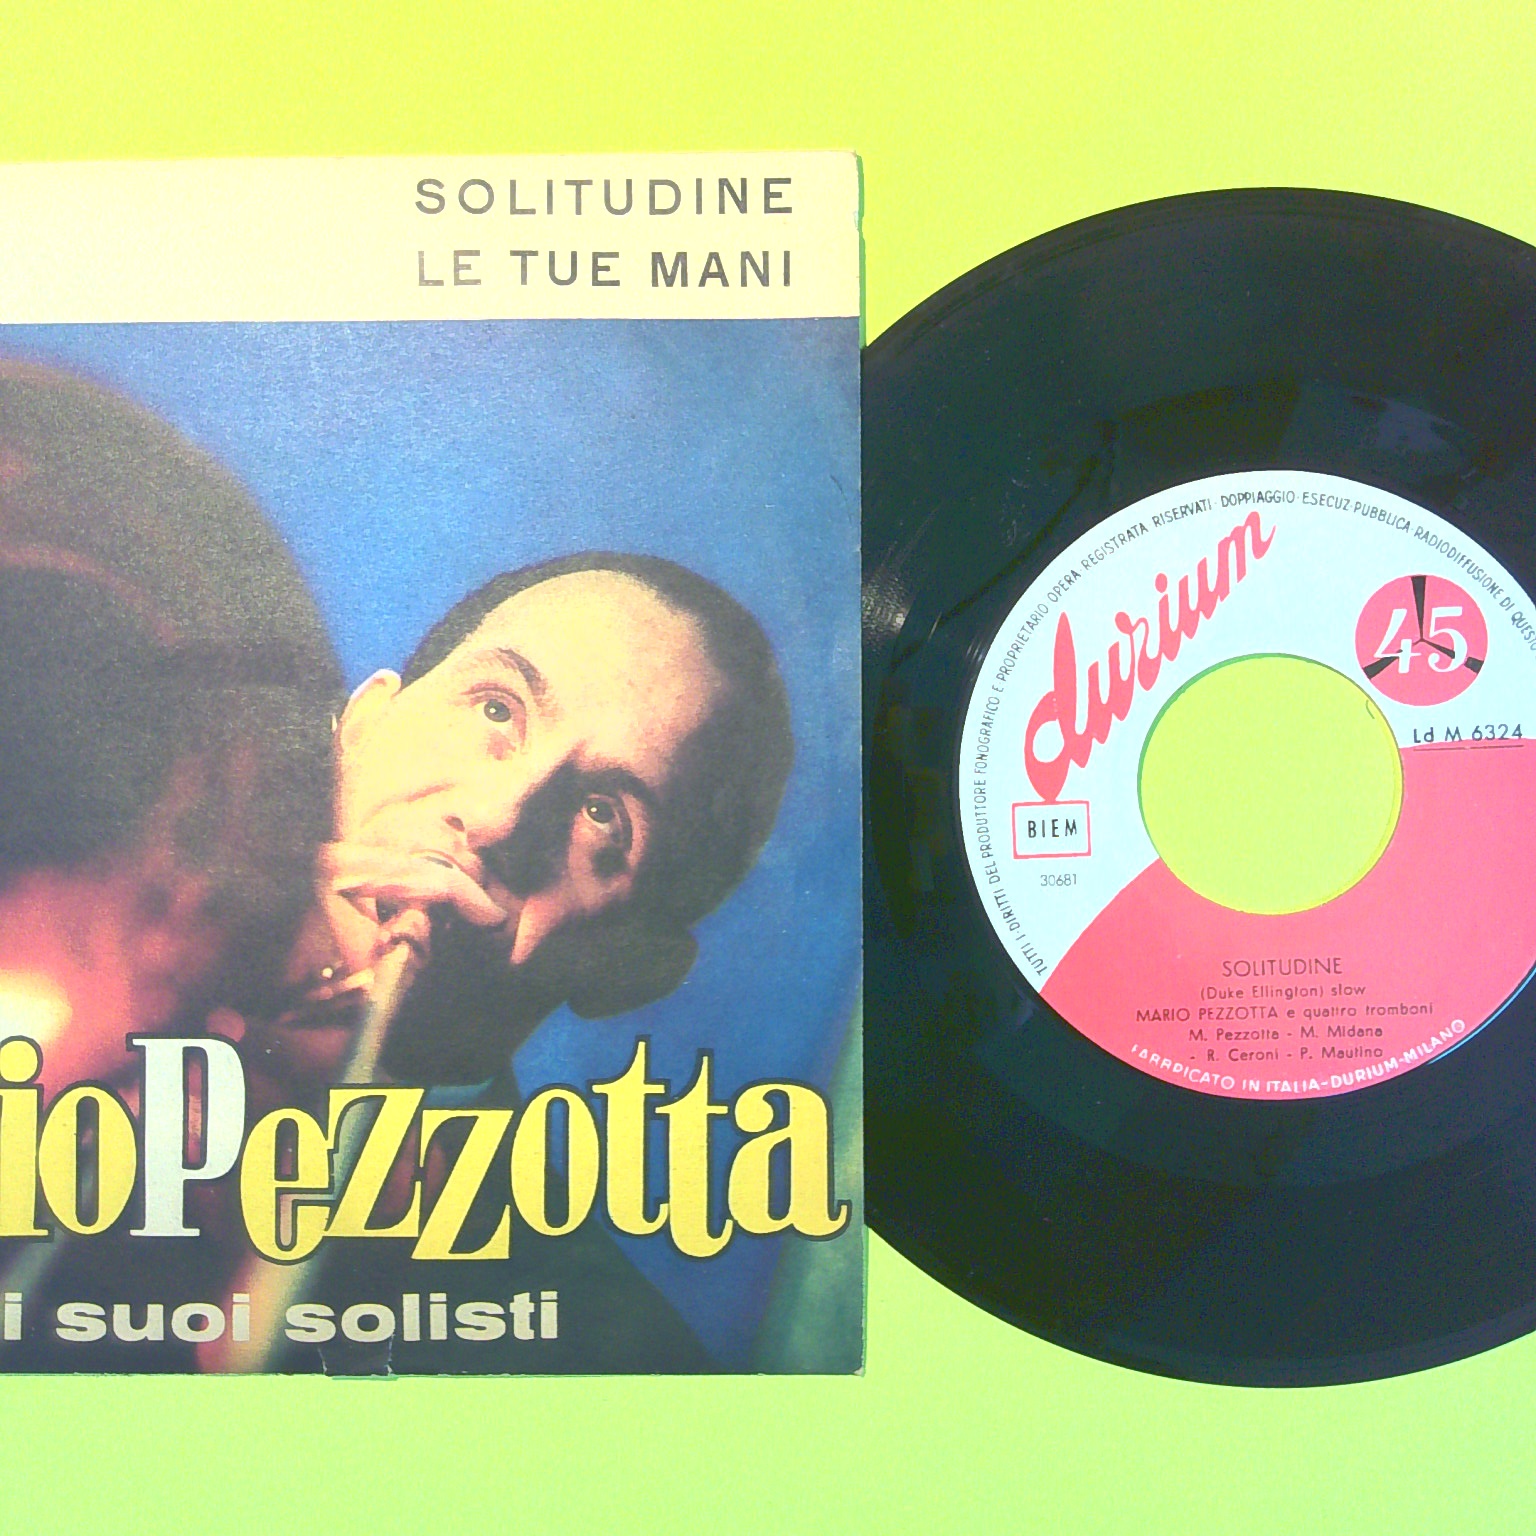 SOLITUDINE
LE TUE MANI
io Pezzotta
i suoi solisti
TUTTI I DIRITTI DEL PRODUTTORE FONOGRAFICO E PROPRIETARIO OPERA REGISTRATA RISERVATI · DOPPIAGGIO · ESECUZ·PUBBLICA·RADIODIFFUSIONE DI QUESTO
durium
45
Ld M 6324
BIEM
30681
SOLITUDINE
(Duke Ellington) slow
MARIO PEZZOTTA e quattro tromboni
M. Pezzotta - M. Midana
- R. Ceroni - P. Mautino
FABBRICATO IN ITALIA-DURIUM-MILANO